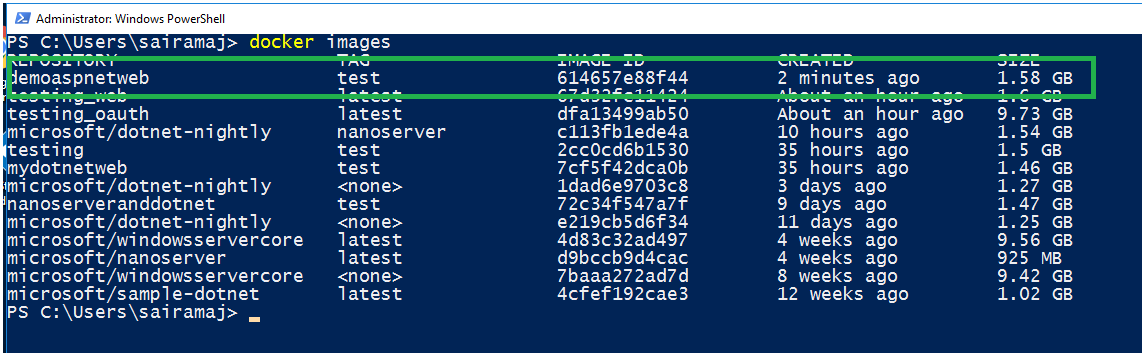 Administrator: Windows PowerShell
PS C:\Users\sairamaj> docker images
REPOSITORY TAG IMAGE ID CREATED SIZE
demoaspnetweb test 614657e88f44 2 minutes ago 1.58 GB
testing_web latest 67d32fc11424 About an hour ago 1.6 GB
testing_oauth latest dfa13499ab50 About an hour ago 9.73 GB
microsoft/dotnet-nightly nanoserver c113fb1ede4a 10 hours ago 1.54 GB
testing test 2cc0cd6b1530 35 hours ago 1.5 GB
mydotnetweb test 7cf5f42dca0b 35 hours ago 1.46 GB
microsoft/dotnet-nightly <none> 1dad6e9703c8 3 days ago 1.27 GB
nanoserveranddotnet test 72c34f547a7f 9 days ago 1.47 GB
microsoft/dotnet-nightly <none> e219cb5d6f34 11 days ago 1.25 GB
microsoft/windowsservercore latest 4d83c32ad497 4 weeks ago 9.56 GB
microsoft/nanoserver latest d9bccb9d4cac 4 weeks ago 925 MB
microsoft/windowsservercore <none> 7baaa272ad7d 8 weeks ago 9.42 GB
microsoft/sample-dotnet latest 4cfef192cae3 12 weeks ago 1.02 GB
PS C:\Users\sairamaj>